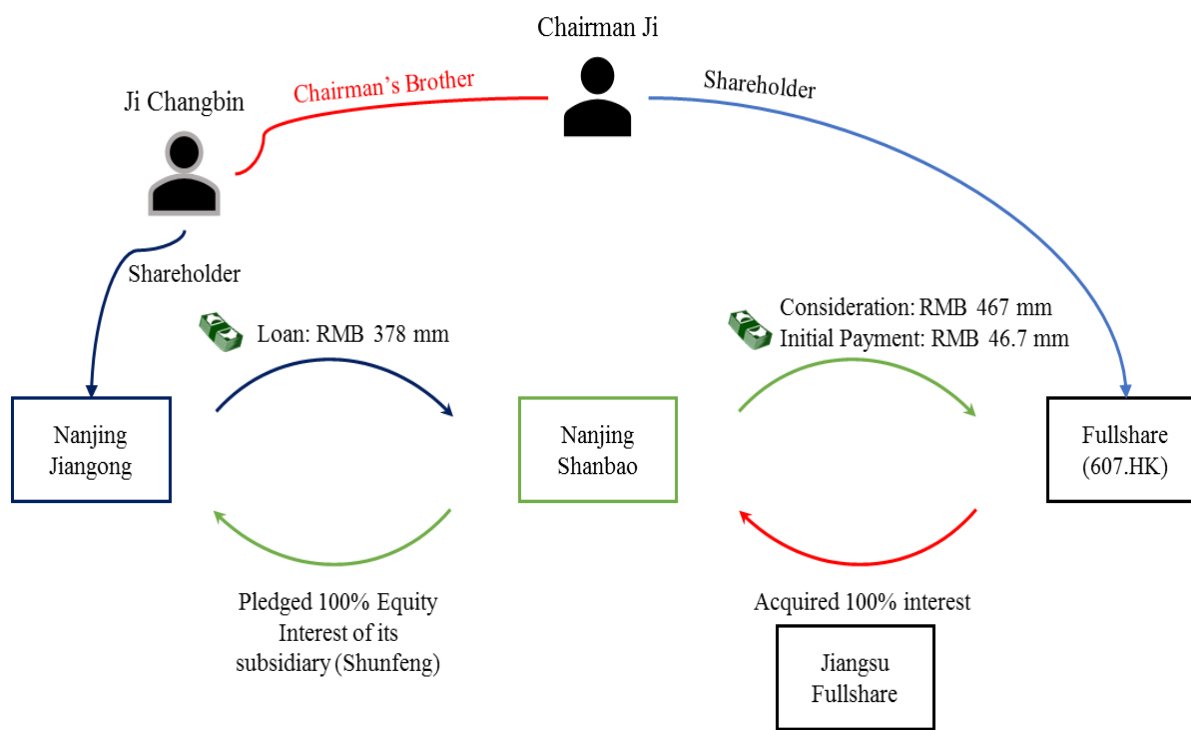 Chairman Ji
Chairman's Brother
Shareholder
Ji Changbin
Shareholder
Loan: RMB 378 mm
Consideration: RMB 467 mm
Initial Payment: RMB 46.7 mm
Nanjing
Jiangong
Nanjing
Shanbao
Fullshare
(607.HK)
Pledged 100% Equity
Interest of its
subsidiary (Shunfeng)
Acquired 100% interest
Jiangsu
Fullshare